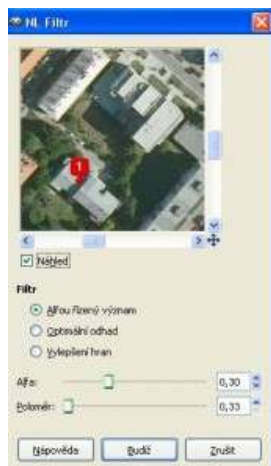 NL Filtr
1
Náhled
Filtr
Alfou řízený význam
Optimální odhad
Vylepšení hran
Alfa: 0,30
Poloměr: 0,33
Nápověda Budiž Zrušit